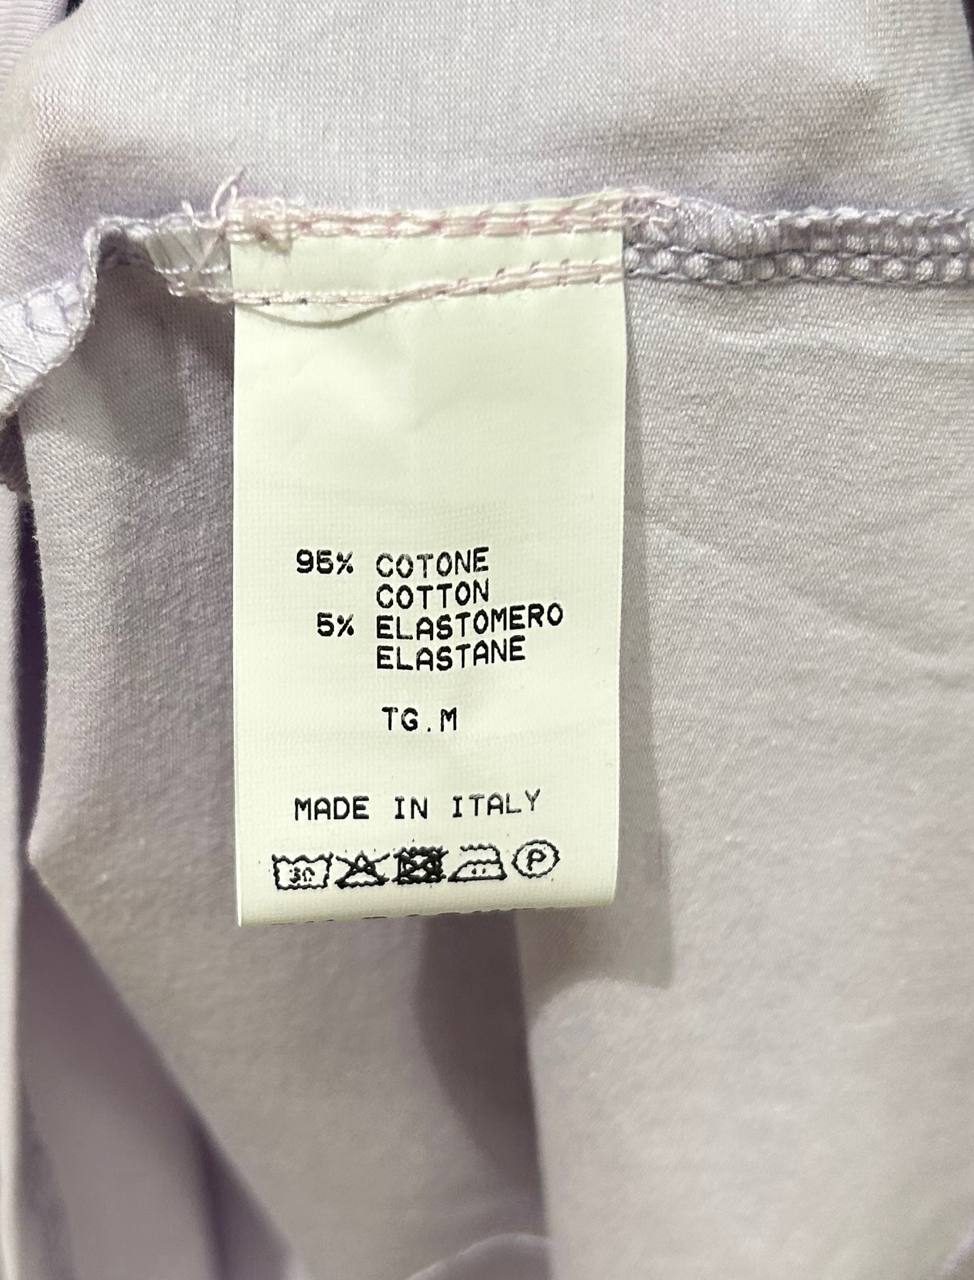 95% COTONE
COTTON
5% ELASTOMERO
ELASTANE
TG.M
MADE IN ITALY
30 P